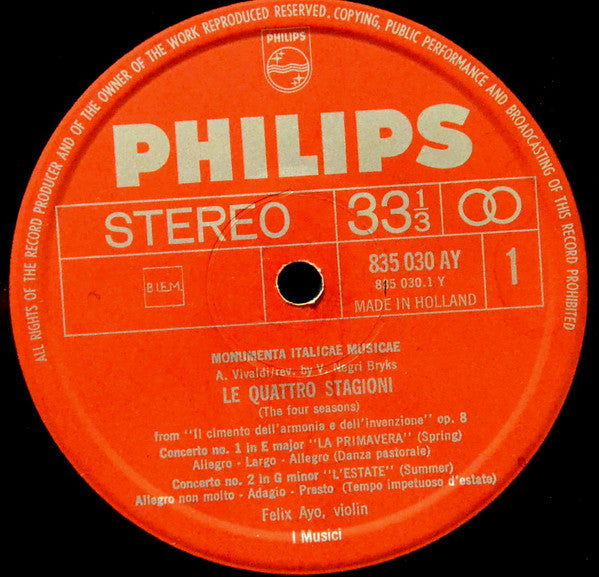 ALL RIGHTS OF THE RECORD PRODUCER AND OF THE OWNER OF THE WORK REPRODUCED RESERVED. COPYING, PUBLIC PERFORMANCE AND BROADCASTING OF THIS RECORD PROHIBITED
PHILIPS
PHILIPS
STEREO
33 1/3
B.I.E.M.
835 030 AY
835 030.1 Y
MADE IN HOLLAND
1
MONUMENTA ITALICAE MUSICAE
A. Vivaldi/rev. by V. Negri Bryks
LE QUATTRO STAGIONI
(The four seasons)
from "Il cimento dell'armonia e dell'invenzione" op. 8
Concerto no. 1 in E major "LA PRIMAVERA" (Spring)
Allegro - Largo - Allegro (Danza pastorale)
Concerto no. 2 in G minor "L'ESTATE" (Summer)
Allegro non molto - Adagio - Presto (Tempo impetuoso d'estate)
Felix Ayo, violin
I Musici